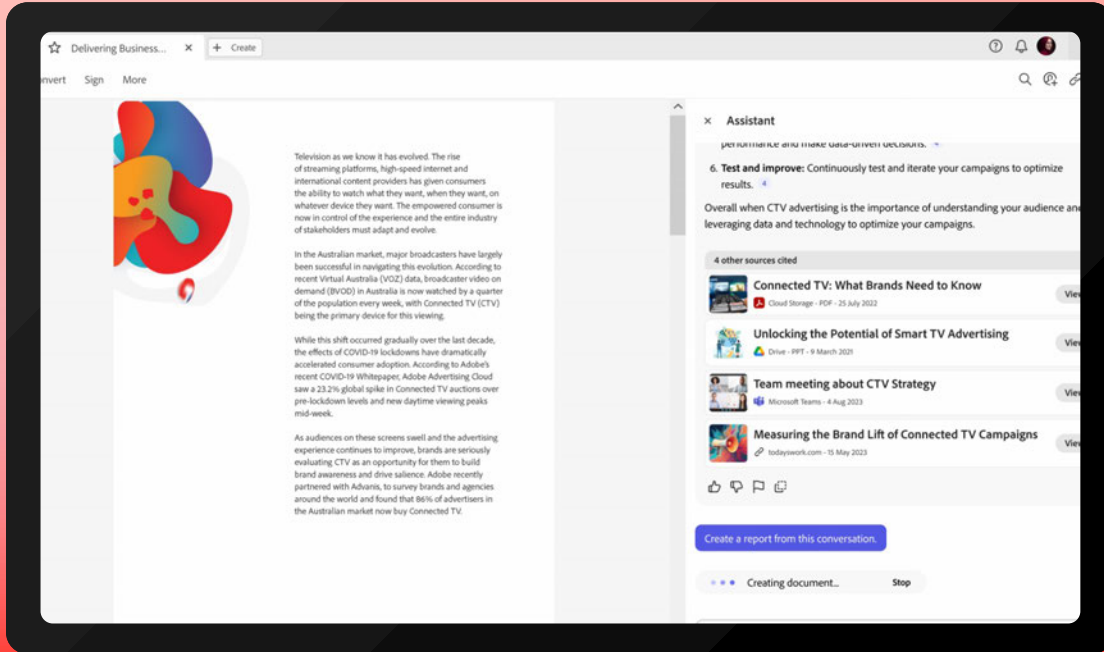 Delivering Business...
+ Create
nvert Sign More
Television as we know it has evolved. The rise
of streaming platforms, high-speed internet and
international content providers has given consumers
the ability to watch what they want, when they want, on
whatever device they want. The empowered consumer is
now in control of the experience and the entire industry
of stakeholders must adapt and evolve.
In the Australian market, major broadcasters have largely
been successful in navigating this evolution. According to
recent Virtual Australia (VOZ) data, broadcaster video on
demand (BVOD) in Australia is now watched by a quarter
of the population every week, with Connected TV (CTV)
being the primary device for this viewing.
While this shift occurred gradually over the last decade,
the effects of COVID-19 lockdowns have dramatically
accelerated consumer adoption. According to Adobe's
recent COVID-19 Whitepaper, Adobe Advertising Cloud
saw a 23.2% global spike in Connected TV auctions over
pre-lockdown levels and new daytime viewing peaks
mid-week.
As audiences on these screens swell and the advertising
experience continues to improve, brands are seriously
evaluating CTV as an opportunity for them to build
brand awareness and drive salience. Adobe recently
partnered with Advanis, to survey brands and agencies
around the world and found that 86% of advertisers in
the Australian market now buy Connected TV.
Assistant
performance and make data-driven decisions.
6. Test and improve: Continuously test and iterate your campaigns to optimize
results. 4
Overall when CTV advertising is the importance of understanding your audience and
leveraging data and technology to optimize your campaigns.
4 other sources cited
Connected TV: What Brands Need to Know
Cloud Storage - PDF - 25 July 2022
View
Unlocking the Potential of Smart TV Advertising
Drive - PPT - 9 March 2021
View
Team meeting about CTV Strategy
Microsoft Teams - 4 Aug 2023
View
Measuring the Brand Lift of Connected TV Campaigns
todayswork.com - 15 May 2023
View
Create a report from this conversation.
Creating document... Stop